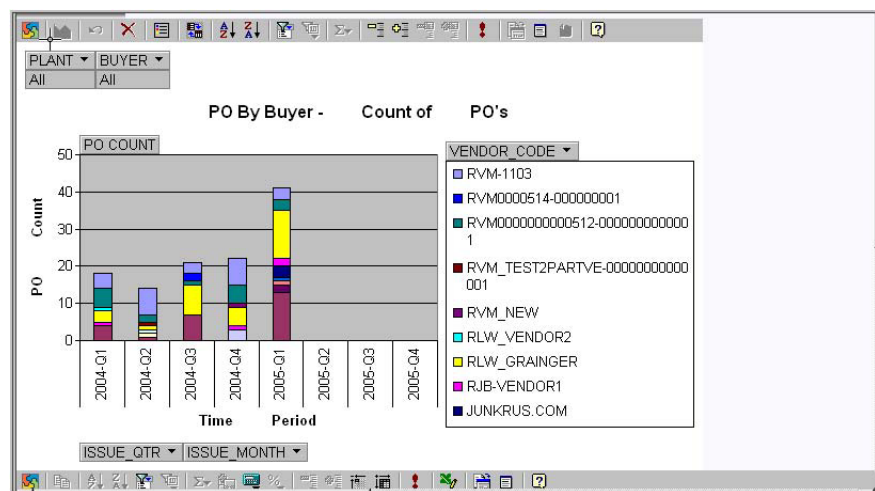 PLANT BUYER
All All
PO By Buyer - Count of PO's
PO COUNT
VENDOR_CODE
50
40
30
20
10
0
PO Count
RVM-1103
RVM0000514-000000001
RVM0000000000512-000000000000
1
RVM_TEST2PARTVE-00000000000
001
RVM_NEW
RLW_VENDOR2
RLW_GRAINGER
RJB-VENDOR1
JUNKRUS.COM
2004-Q1
2004-Q2
2004-Q3
2004-Q4
2005-Q1
2005-Q2
2005-Q3
2005-Q4
Time Period
ISSUE_QTR ISSUE_MONTH